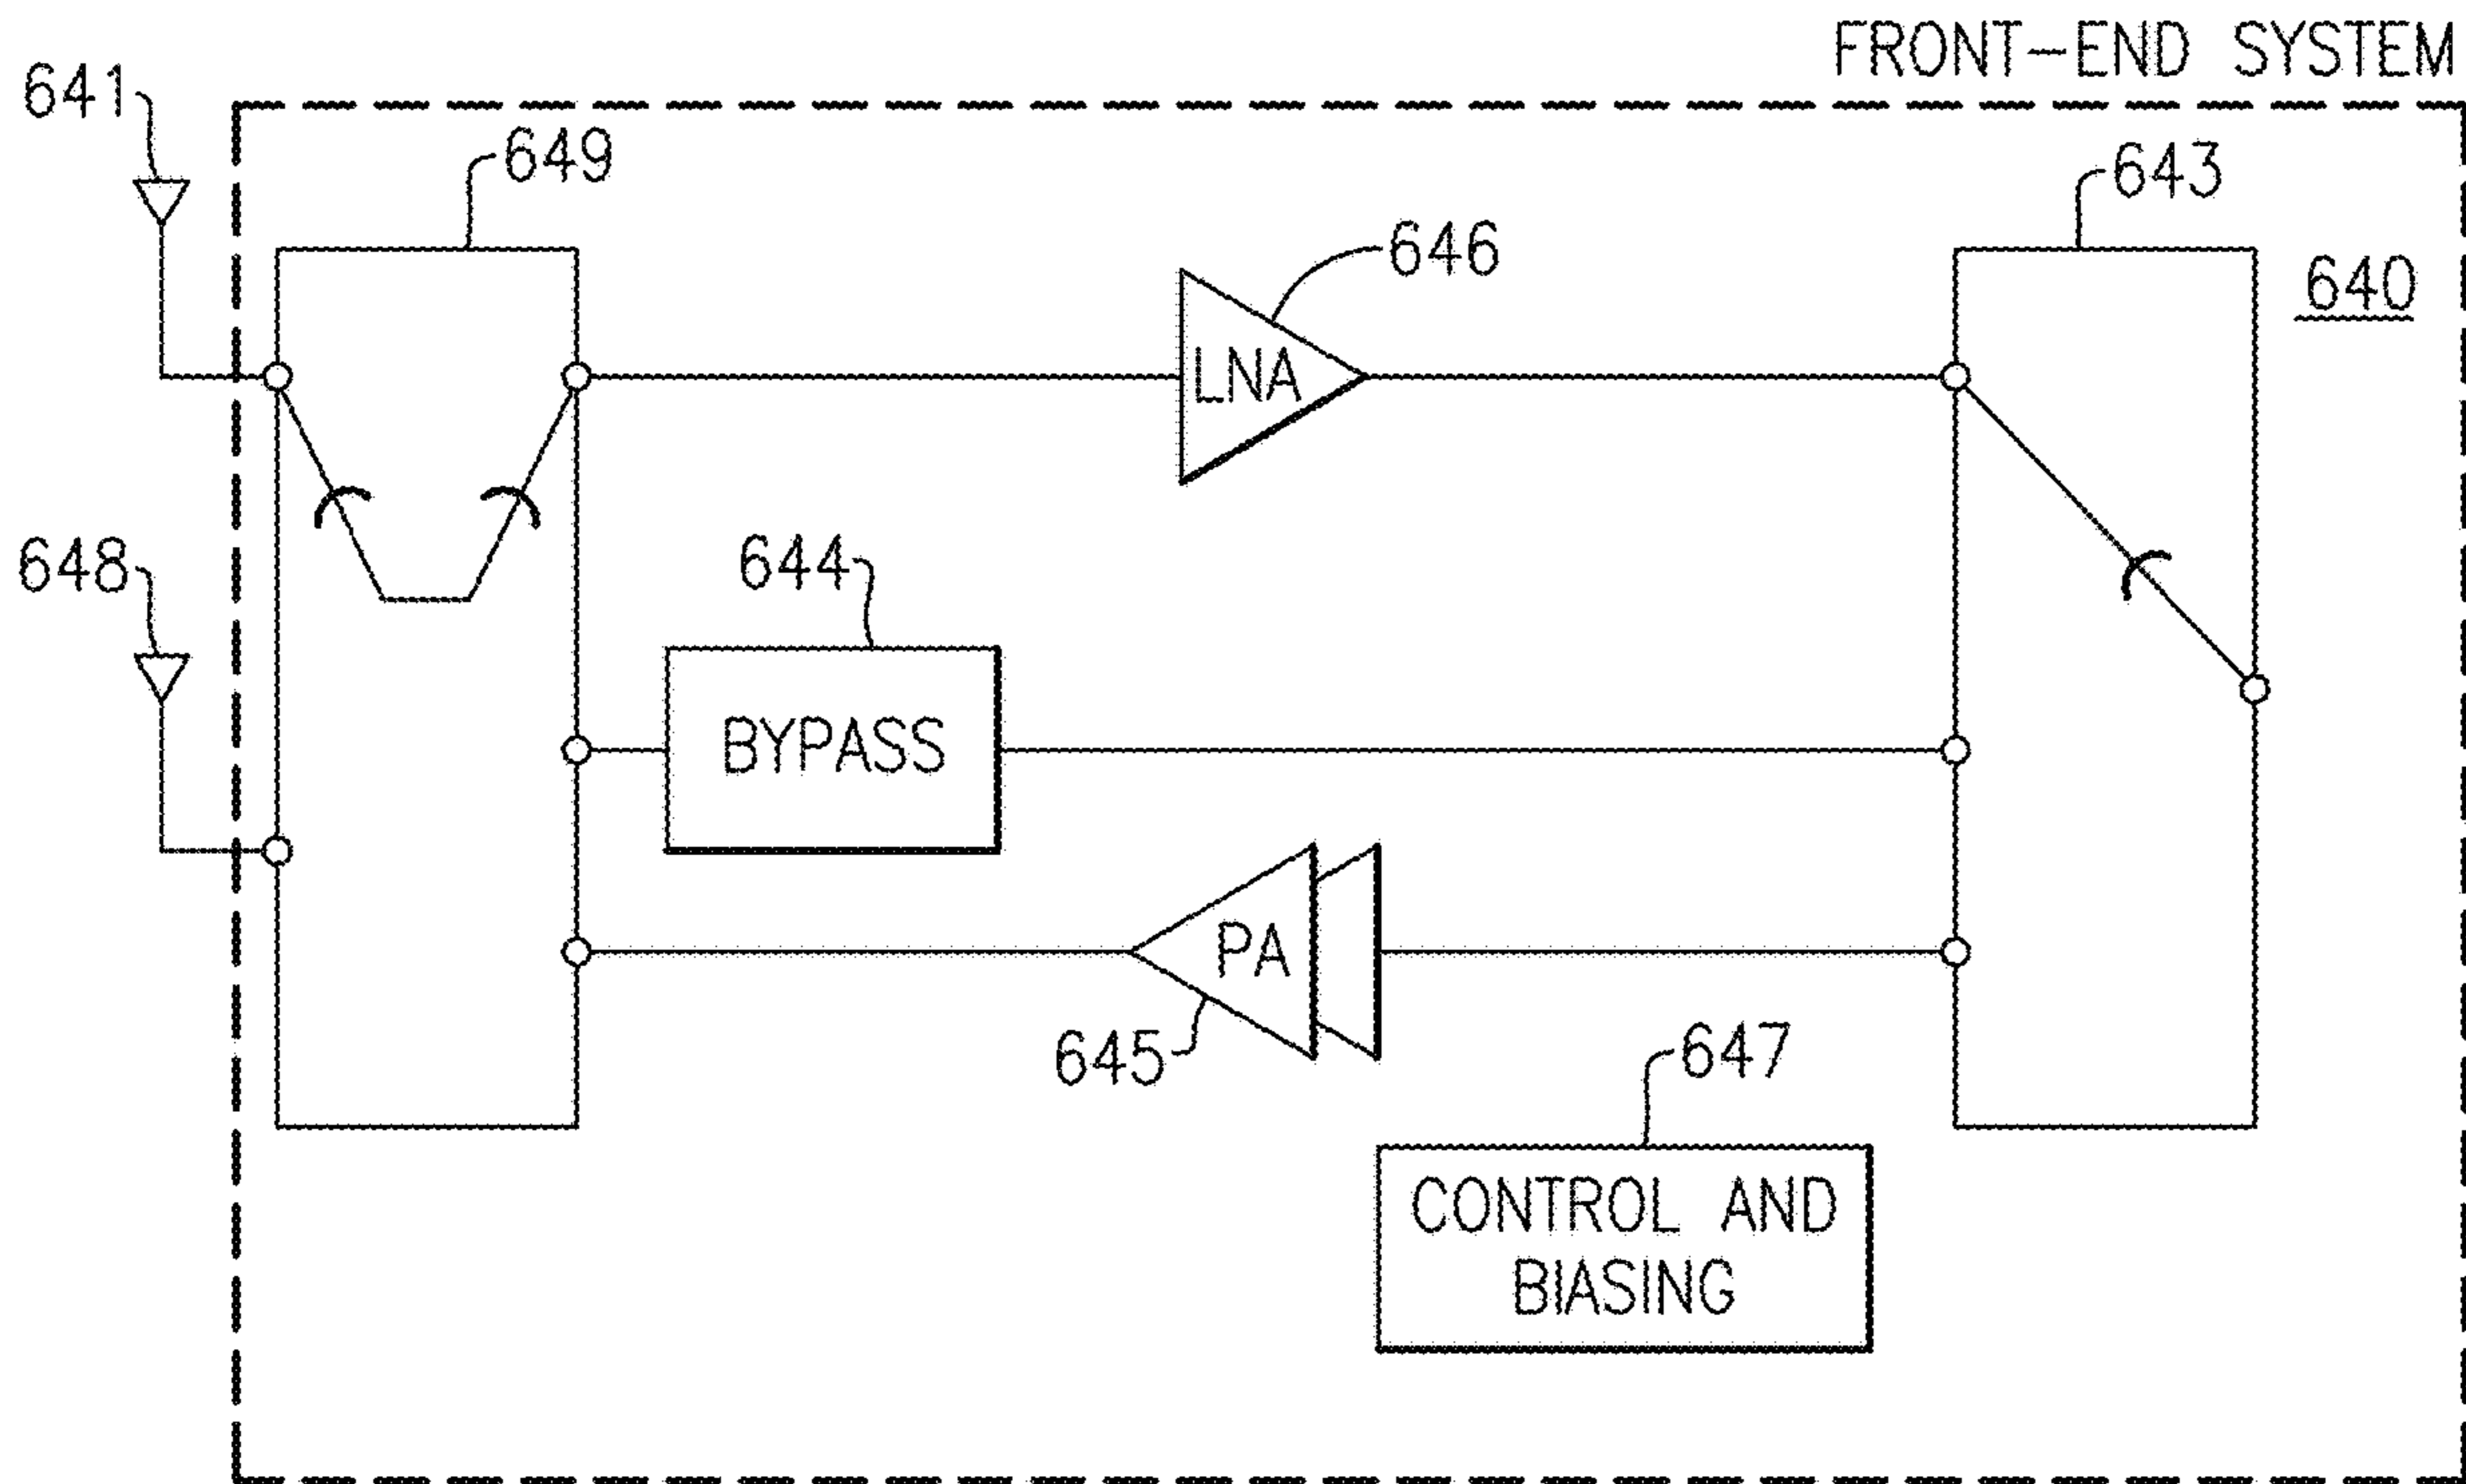 FRONT-END SYSTEM
641
649
643
646
640
LNA
648
644
BYPASS
PA
645
647
CONTROL AND
BIASING